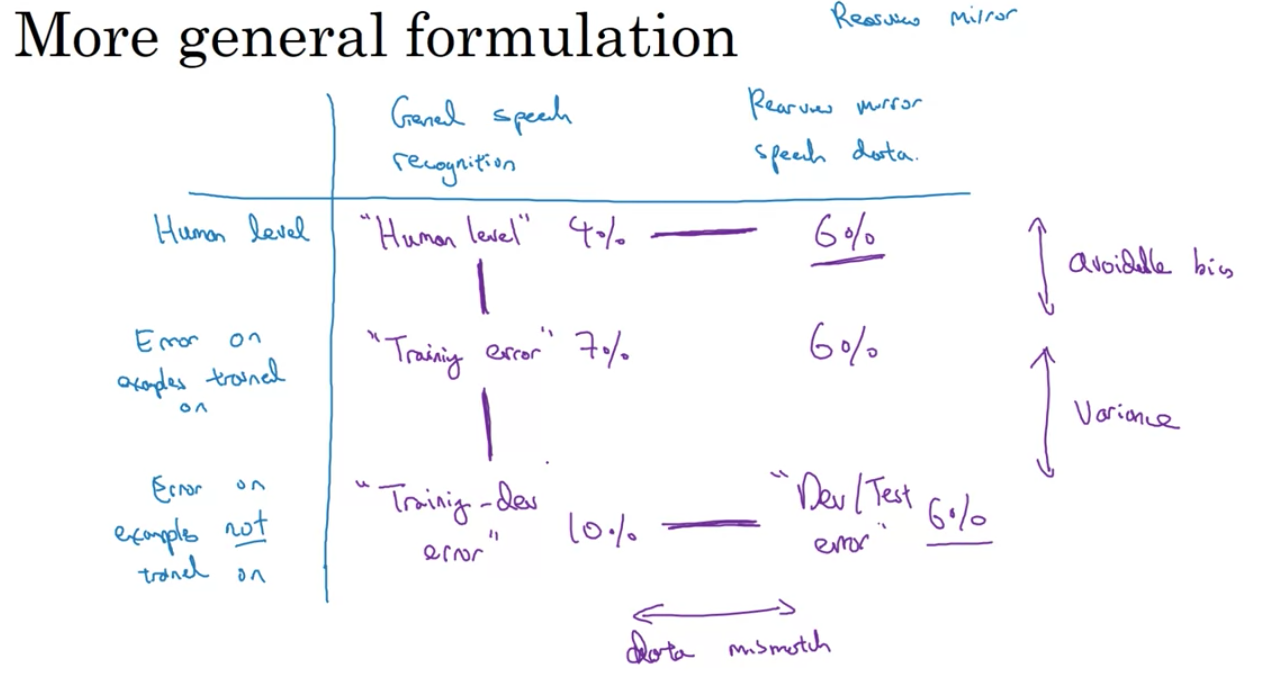 More general formulation
Rearview mirror
General speech
recognition
Rearview mirror
speech data.
Human level
"Human level" 4%
6%
avoidable bias
Error on
examples trained
on
"Training error" 7%
6%
Variance
Error on
examples not
trained on
"Training-dev
error"
10%
"Dev/Test
error"
6%
data mismatch